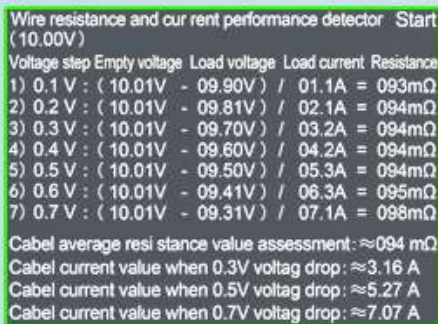 Wire resistance and cur rent performance detector Start
(10.00V)
Voltage step Empty voltage Load voltage Load current Resistance
1) 0.1 V : ( 10.01V - 09.90V ) / 01.1A = 093mΩ
2) 0.2 V : ( 10.01V - 09.81V ) / 02.1A = 094mΩ
3) 0.3 V : ( 10.01V - 09.70V ) / 03.2A = 094mΩ
4) 0.4 V : ( 10.01V - 09.60V ) / 04.2A = 094mΩ
5) 0.5 V : ( 10.01V - 09.50V ) / 05.3A = 094mΩ
6) 0.6 V : ( 10.01V - 09.41V ) / 06.3A = 095mΩ
7) 0.7 V : ( 10.01V - 09.31V ) / 07.1A = 098mΩ
Cabel average resi stance value assessment: ≈094 mΩ
Cabel current value when 0.3V voltag drop: ≈3.16 A
Cabel current value when 0.5V voltag drop: ≈5.27 A
Cabel current value when 0.7V voltag drop: ≈7.07 A